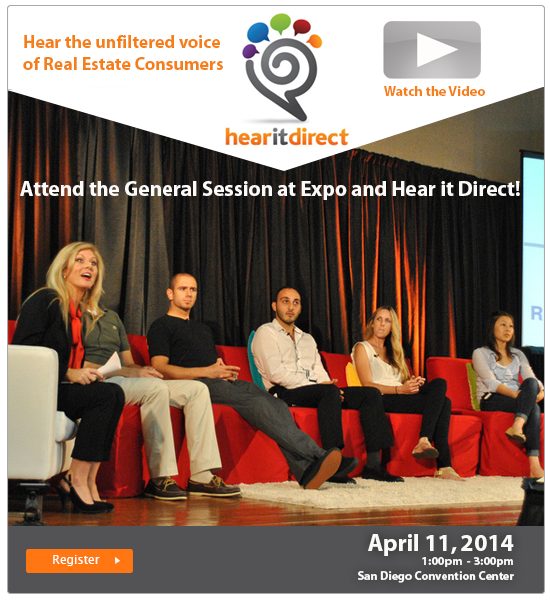 Hear the unfiltered voice
of Real Estate Consumers
hearitdirect
Watch the Video
Attend the General Session at Expo and Hear it Direct!
R
Register
April 11, 2014
1:00pm - 3:00pm
San Diego Convention Center